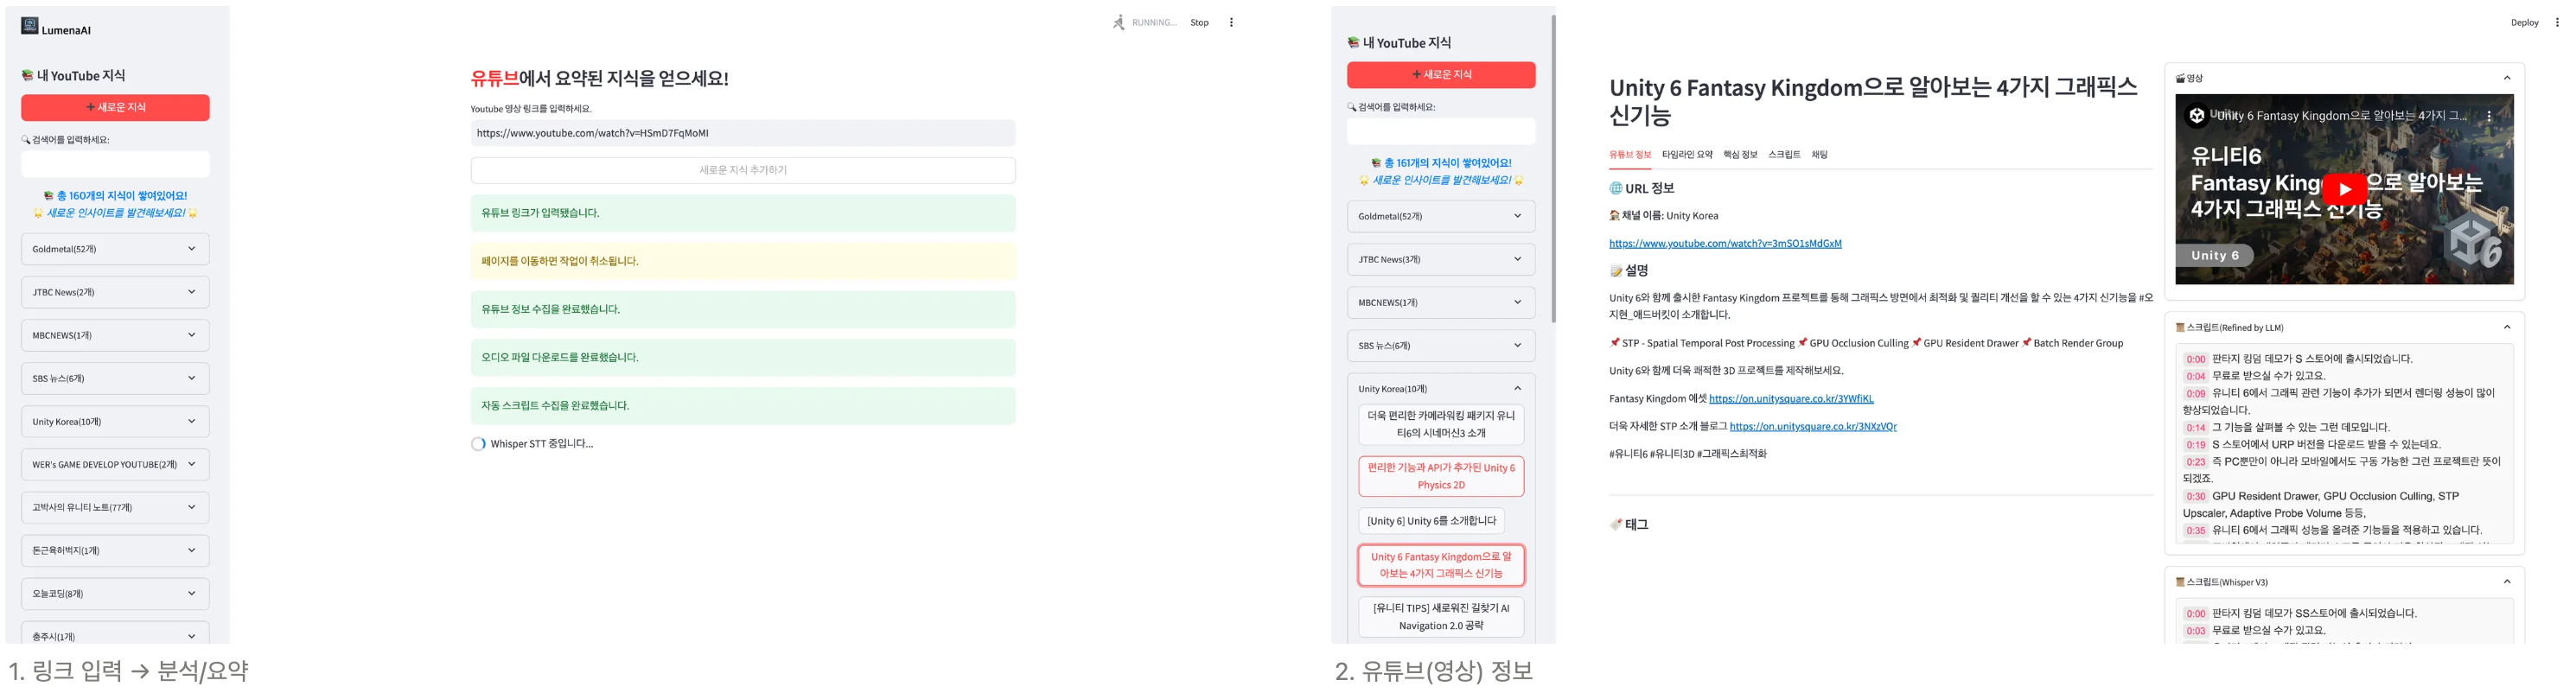 LumenaAI
📚 내 YouTube 지식
➕ 새로운 지식
🔍 검색어를 입력하세요:
📚 총 160개의 지식이 쌓여있어요!
🌟 새로운 인사이트를 발견해보세요! 🌟
Goldmetal(52개)
JTBC News(2개)
MBCNEWS(1개)
SBS 뉴스(6개)
Unity Korea(10개)
WER's GAME DEVELOP YOUTUBE(2개)
고박사의 유니티 노트(77개)
돈근육허벅지(1개)
오늘코딩(8개)
충주시(1개)
RUNNING...
Stop
유튜브에서 요약된 지식을 얻으세요!
Youtube 영상 링크를 입력하세요.
https://www.youtube.com/watch?v=HSmD7FqMoMI
새로운 지식 추가하기
유튜브 링크가 입력됐습니다.
페이지를 이동하면 작업이 취소됩니다.
유튜브 정보 수집을 완료했습니다.
오디오 파일 다운로드를 완료했습니다.
자동 스크립트 수집을 완료했습니다.
Whisper STT 중입니다...
1. 링크 입력 → 분석/요약
📚 내 YouTube 지식
➕ 새로운 지식
🔍 검색어를 입력하세요:
📚 총 161개의 지식이 쌓여있어요!
🌟 새로운 인사이트를 발견해보세요! 🌟
Goldmetal(52개)
JTBC News(3개)
MBCNEWS(1개)
SBS 뉴스(6개)
Unity Korea(10개)
더욱 편리한 카메라워킹 패키지 유니
티6의 시네머신3 소개
편리한 기능과 API가 추가된 Unity 6
Physics 2D
[Unity 6] Unity 6를 소개합니다
Unity 6 Fantasy Kingdom으로 알
아보는 4가지 그래픽스 신기능
[유니티 TIPS] 새로워진 길찾기 AI
Navigation 2.0 공략
Deploy
Unity 6 Fantasy Kingdom으로 알아보는 4가지 그래픽스
신기능
유튜브 정보 타임라인 요약 핵심 정보 스크립트 채팅
🌐 URL 정보
🏠 채널 이름: Unity Korea
https://www.youtube.com/watch?v=3mSO1sMdGxM
📝 설명
Unity 6와 함께 출시한 Fantasy Kingdom 프로젝트를 통해 그래픽스 방면에서 최적화 및 퀄리티 개선을 할 수 있는 4가지 신기능을 #오
지현_애드버킷이 소개합니다.
📌 STP - Spatial Temporal Post Processing 📌 GPU Occlusion Culling 📌 GPU Resident Drawer 📌 Batch Render Group
Unity 6와 함께 더욱 쾌적한 3D 프로젝트를 제작해보세요.
Fantasy Kingdom 에셋 https://on.unitysquare.co.kr/3YWfiKL
더욱 자세한 STP 소개 블로그 https://on.unitysquare.co.kr/3NXzVQr
#유니티6 #유니티3D #그래픽스최적화
🏷️ 태그
🎬 영상
Unity 6 Fantasy Kingdom으로 알아보는 4가지 그...
유니티6
Fantasy King 으로 알아보는
4가지 그래픽스 신기능
Unity 6
6
📜 스크립트(Refined by LLM)
0:00 판타지 킹덤 데모가 S 스토어에 출시되었습니다.
0:04 무료로 받으실 수가 있고요.
0:09 유니티 6에서 그래픽 관련 기능이 추가가 되면서 렌더링 성능이 많이
향상되었습니다.
0:14 그 기능을 살펴볼 수 있는 그런 데모입니다.
0:19 S 스토어에서 URP 버전을 다운로드 받을 수 있는데요.
0:23 즉 PC뿐만이 아니라 모바일에서도 구동 가능한 그런 프로젝트란 뜻이
되겠죠.
0:30 GPU Resident Drawer, GPU Occlusion Culling, STP
Upscaler, Adaptive Probe Volume 등등,
0:35 유니티 6에서 그래픽 성능을 올려준 기능들을 적용하고 있습니다.
📜 스크립트(Whisper V3)
0:00 판타지 킹덤 데모가 SS스토어에 출시되었습니다.
0:03 무료로 받으실 수가 있고요.
2. 유튜브(영상) 정보